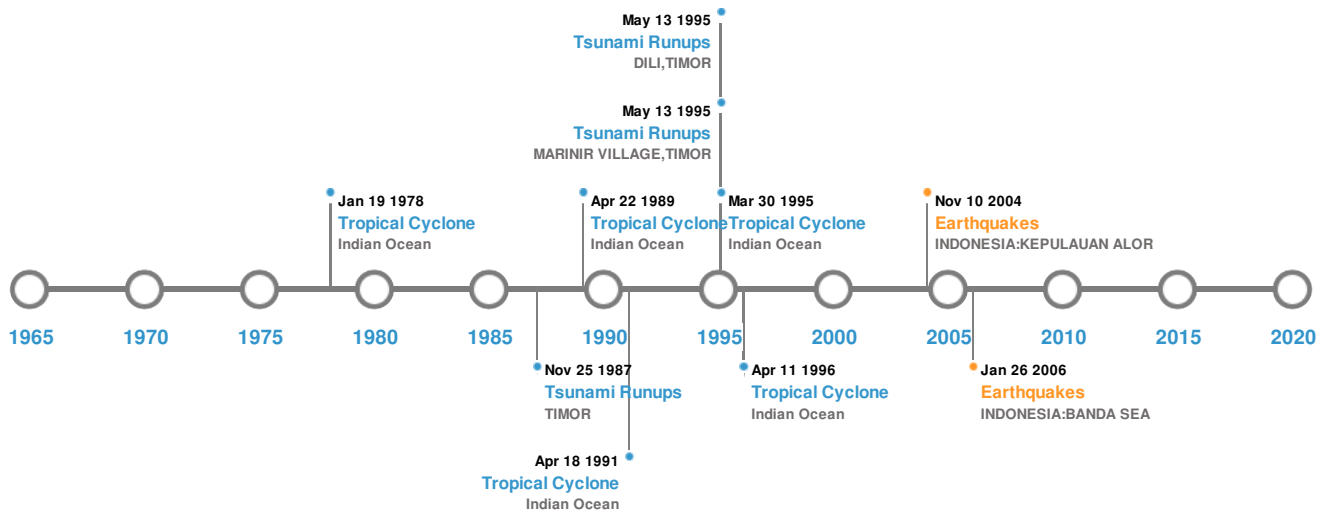 May 13 1995
Tsunami Runups
DILI,TIMOR
May 13 1995
Tsunami Runups
MARINIR VILLAGE,TIMOR
Jan 19 1978
Tropical Cyclone
Indian Ocean
Apr 22 1989
Tropical Cyclone
Indian Ocean
Mar 30 1995
Tropical Cyclone
Indian Ocean
Nov 10 2004
Earthquakes
INDONESIA:KEPULAUAN ALOR
1965 1970 1975 1980 1985 1990 1995 2000 2005 2010 2015 2020
Nov 25 1987
Tsunami Runups
TIMOR
Apr 11 1996
Tropical Cyclone
Indian Ocean
Jan 26 2006
Earthquakes
INDONESIA:BANDA SEA
Apr 18 1991
Tropical Cyclone
Indian Ocean